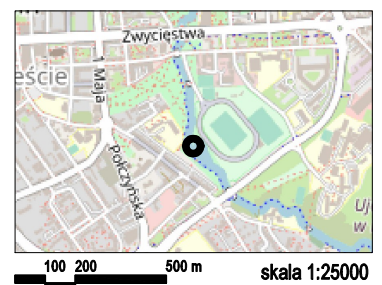 Zwycięstwa
1 Maja
eście
Połczyńska
Uj
w
100 200 500 m
skala 1:25000